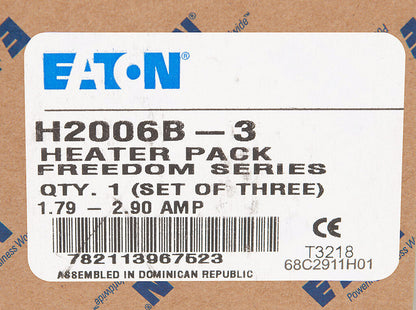 EATON®
H2006B-3
HEATER PACK
FREEDOM SERIES
QTY. 1 (SET OF THREE)
1.79 - 2.90 AMP
782113967523
CE
T3218
68C2911H01
ASSEMBLED IN DOMINICAN REPUBLIC